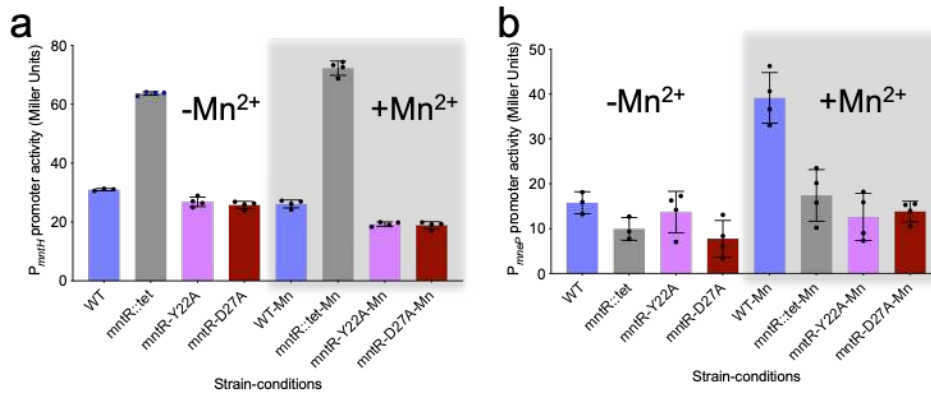 a
P_mntH promoter activity (Miller Units)
80
60
40
20
0
-Mn²⁺
+Mn²⁺
WT
mntR::tet
mntR-Y22A
mntR-D27A
WT-Mn
mntR::tet-Mn
mntR-Y22A-Mn
mntR-D27A-Mn
Strain-conditions
b
P_mneP promoter activity (Miller Units)
50
40
30
20
10
0
-Mn²⁺
+Mn²⁺
WT
mntR::tet
mntR-Y22A
mntR-D27A
WT-Mn
mntR::tet-Mn
mntR-Y22A-Mn
mntR-D27A-Mn
Strain-conditions